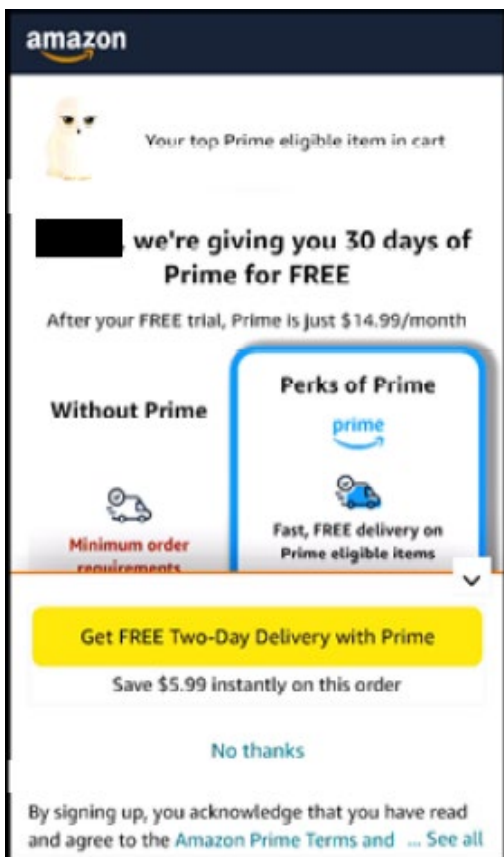 amazon
Your top Prime eligible item in cart
, we're giving you 30 days of
Prime for FREE
After your FREE trial, Prime is just $14.99/month
Without Prime
Minimum order
requirements
Perks of Prime
prime
Fast, FREE delivery on
Prime eligible items
Get FREE Two-Day Delivery with Prime
Save $5.99 instantly on this order
No thanks
By signing up, you acknowledge that you have read
and agree to the Amazon Prime Terms and ... See all